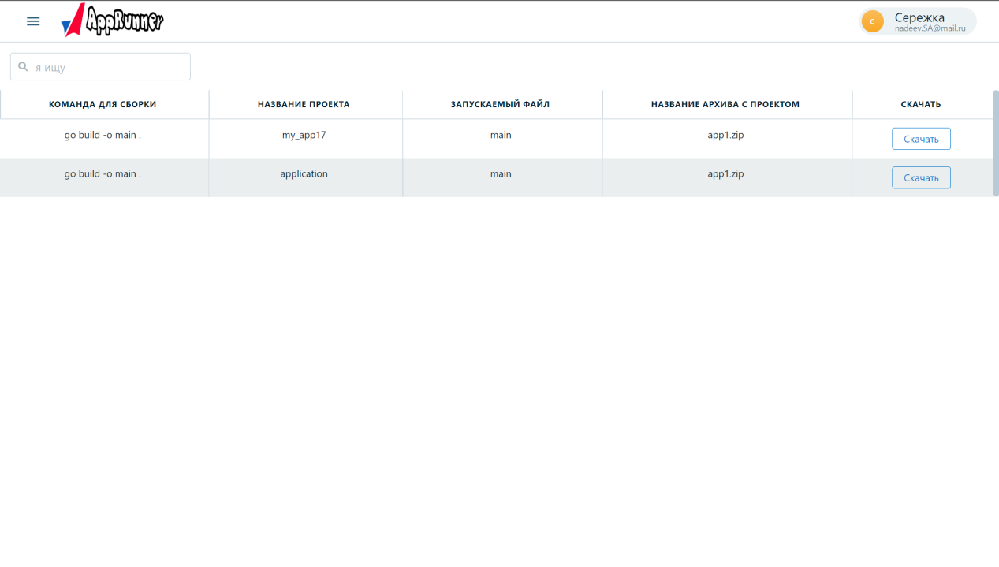 AppRunner
с
Сережка
nadeev.SA@mail.ru
я ищу
КОМАНДА ДЛЯ СБОРКИ НАЗВАНИЕ ПРОЕКТА ЗАПУСКАЕМЫЙ ФАЙЛ НАЗВАНИЕ АРХИВА С ПРОЕКТОМ СКАЧАТЬ
go build -o main . my_app17 main app1.zip Скачать
go build -o main . application main app1.zip Скачать